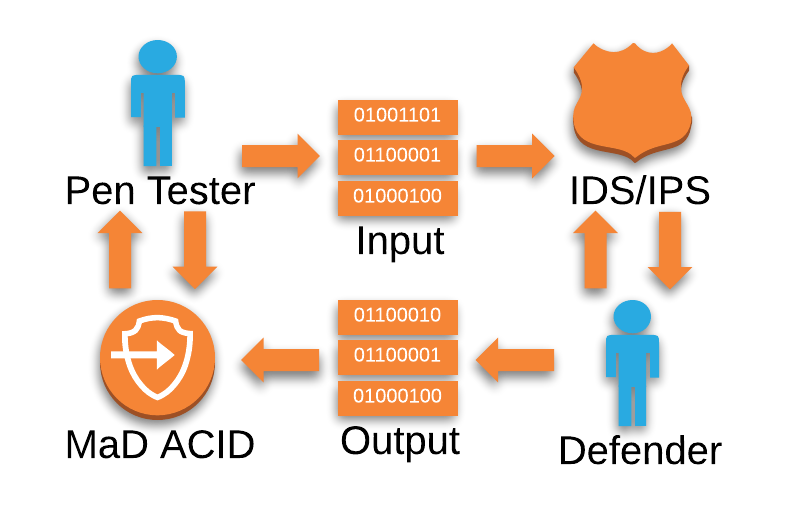 01001101
01100001
01000100
Pen Tester
Input
IDS/IPS
01100010
01100001
01000100
MaD ACID
Output
Defender